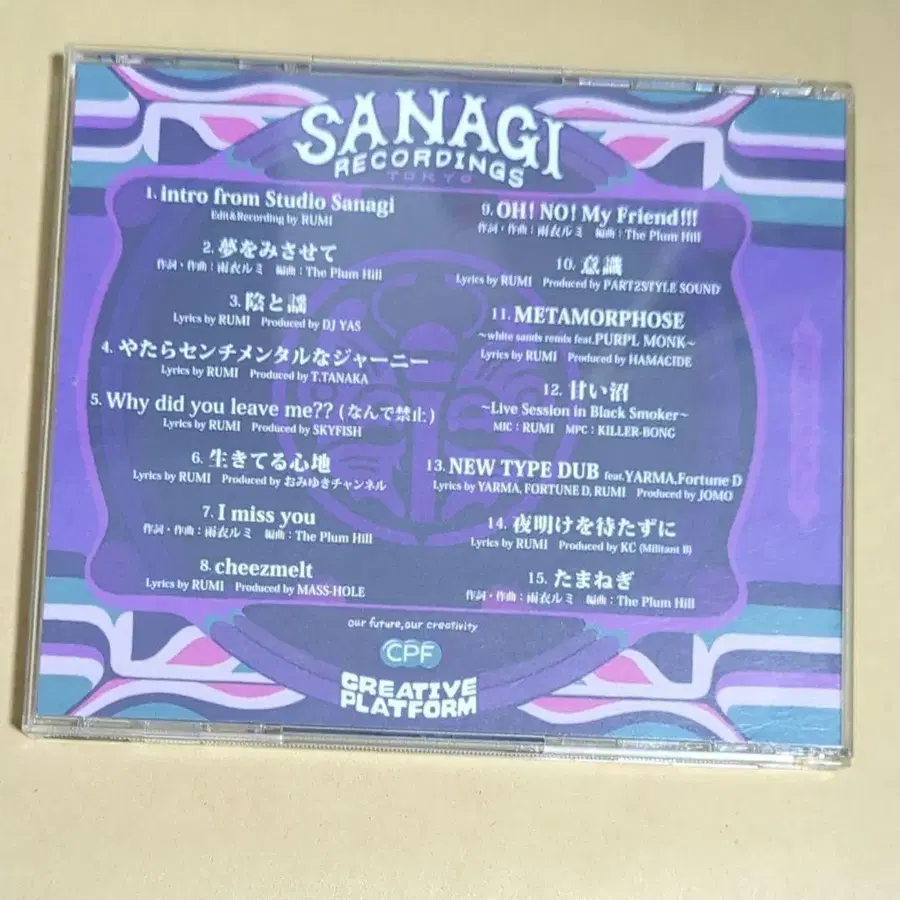 SANAGI
RECORDINGS
TOKYO
1. intro from Studio Sanagi
Edit&Recording by RUMI
2. 夢をみさせて
作詞・作曲:雨衣ルミ 編曲:The Plum Hill
3. 陰と謡
Lyrics by RUMI Produced by DJ YAS
4. やたらセンチメンタルなジャーニー
Lyrics by RUMI Produced by T.TANAKA
5. Why did you leave me?? (なんで禁止)
Lyrics by RUMI Produced by SKYFISH
6. 生きてる心地
Lyrics by RUMI Produced by おみゆきチャンネル
7. I miss you
作詞・作曲:雨衣ルミ 編曲:The Plum Hill
8. cheezmelt
Lyrics by RUMI Produced by MASS-HOLE
9. OH! NO! My Friend!!!
作詞・作曲:雨衣ルミ 編曲:The Plum Hill
10. 意識
Lyrics by RUMI Produced by PART2STYLE SOUND
11. METAMORPHOSE
~white sands remix feat.PURPL MONK~
Lyrics by RUMI Produced by HAMACIDE
12. 甘い沼
~Live Session in Black Smoker~
MIC:RUMI MPC:KILLER-BONG
13. NEW TYPE DUB feat.YARMA,Fortune D
Lyrics by YARMA, FORTUNE D, RUMI Produced by JOMO
14. 夜明けを待たずに
Lyrics by RUMI Produced by KC (Militant B)
15. たまねぎ
作詞・作曲:雨衣ルミ 編曲:The Plum Hill
our future,our creativity
CPF
CREATIVE
PLATFORM